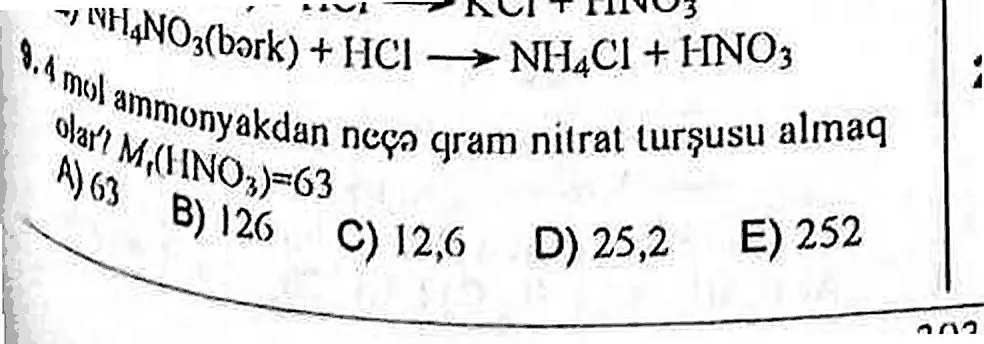 NH₄NO₃(bərk) + HCl ⟶ NH₄Cl + HNO₃
9. 4 mol ammonyakdan neçə qram nitrat turşusu almaq
olar? Mᵣ(HNO₃)=63
A) 63 B) 126 C) 12,6 D) 25,2 E) 252